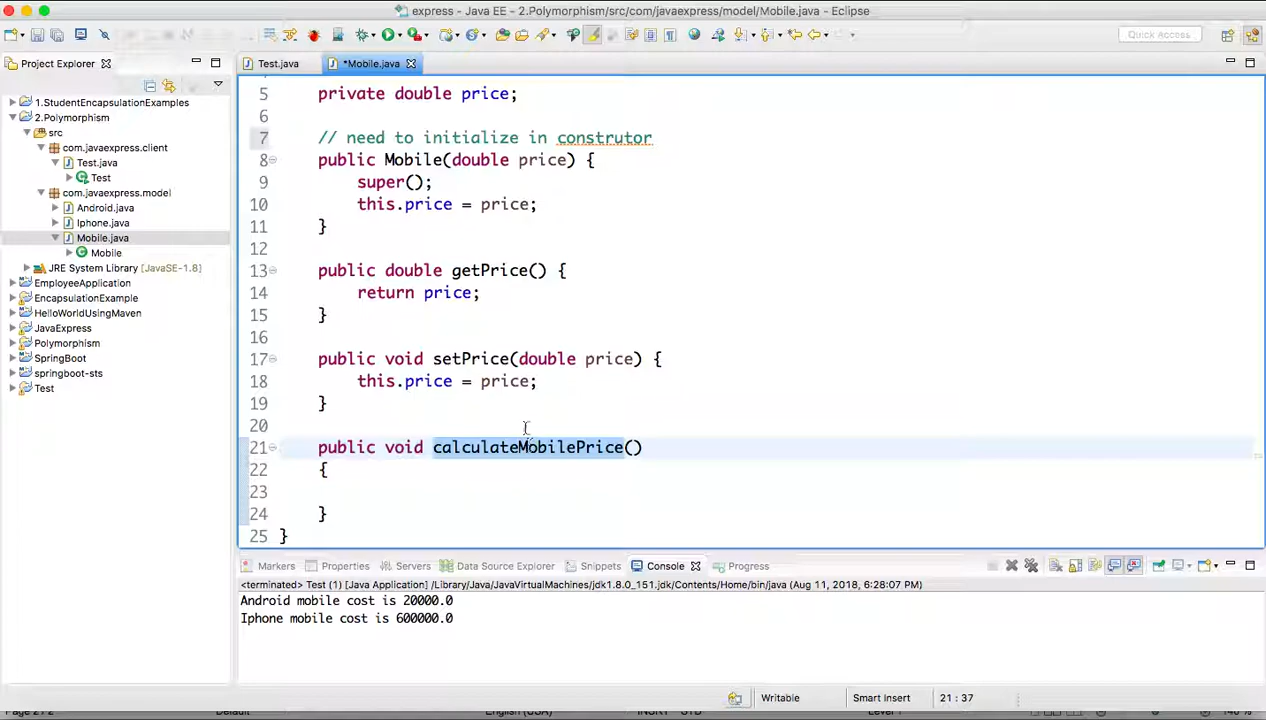 express - Java EE - 2.Polymorphism/src/com/javaexpress/model/Mobile.java - Eclipse
Quick Access
Project Explorer
Test.java
*Mobile.java
1.StudentEncapsulationExamples
2.Polymorphism
src
com.javaexpress.client
Test.java
Test
com.javaexpress.model
Android.java
Iphone.java
Mobile.java
Mobile
JRE System Library [JavaSE-1.8]
EmployeeApplication
EncapsulationExample
HelloWorldUsingMaven
JavaExpress
Polymorphism
SpringBoot
springboot-sts
Test
5 private double price;
6
7 // need to initialize in construtor
8 public Mobile(double price) {
9 super();
10 this.price = price;
11 }
12
13 public double getPrice() {
14 return price;
15 }
16
17 public void setPrice(double price) {
18 this.price = price;
19 }
20
21 public void calculateMobilePrice()
22 {
23
24 }
25 }
Markers Properties Servers Data Source Explorer Snippets Console Progress
<terminated> Test (1) [Java Application] /Library/Java/JavaVirtualMachines/jdk1.8.0_151.jdk/Contents/Home/bin/java (Aug 11, 2018, 6:28:07 PM)
Android mobile cost is 20000.0
Iphone mobile cost is 600000.0
Writable Smart Insert 21 : 37